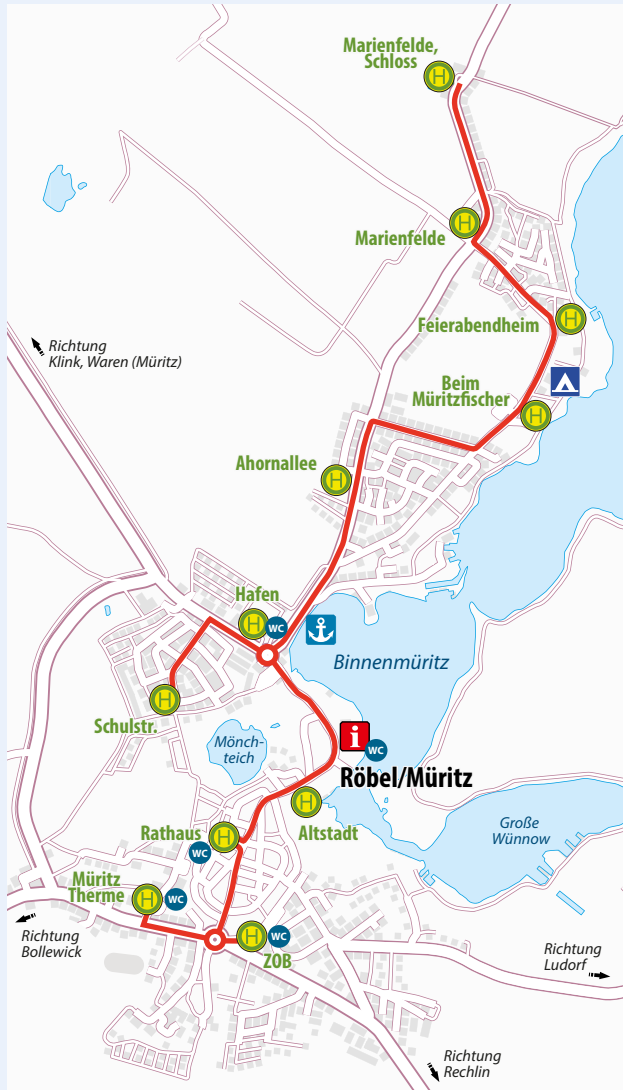 Marienfelde,
Schloss
H
Marienfelde
H
Feierabendheim
H
Richtung
Klink, Waren (Müritz)
Beim
Müritzfischer
H
Ahornallee
H
Hafen
H
WC
Binnenmüritz
Schulstr.
H
Mönch-
teich
i
WC
Röbel/Müritz
H
Altstadt
Große
Wünnow
Rathaus
H
WC
Müritz
Therme
H
WC
H
WC
ZOB
Richtung
Bollewick
Richtung
Ludorf
Richtung
Rechlin